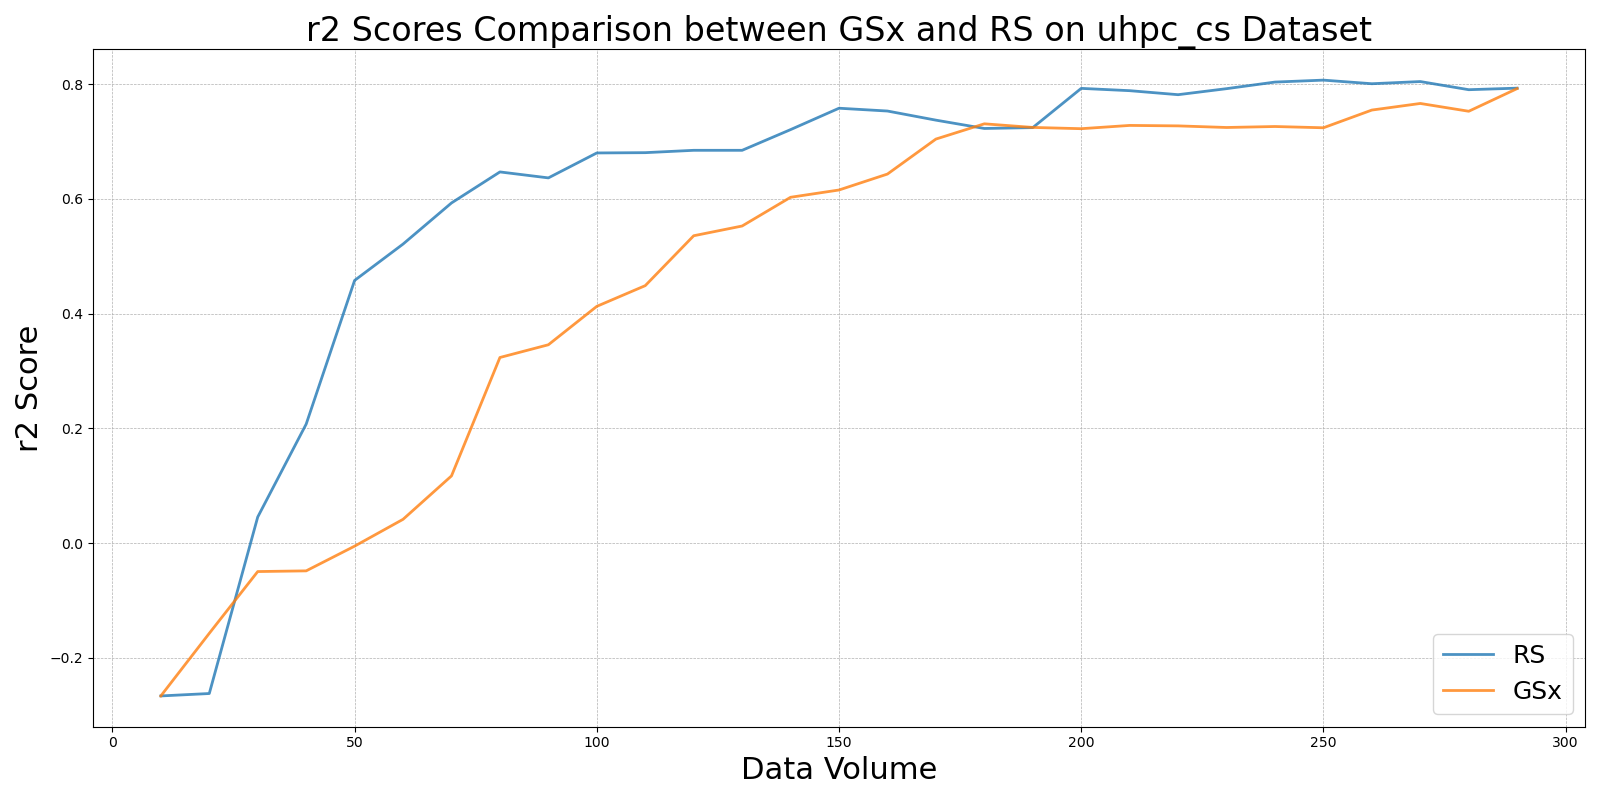 r2 Scores Comparison between GSx and RS on uhpc_cs Dataset
r2 Score
0.8
0.6
0.4
0.2
0.0
−0.2
0 50 100 150 200 250 300
Data Volume
RS
GSx